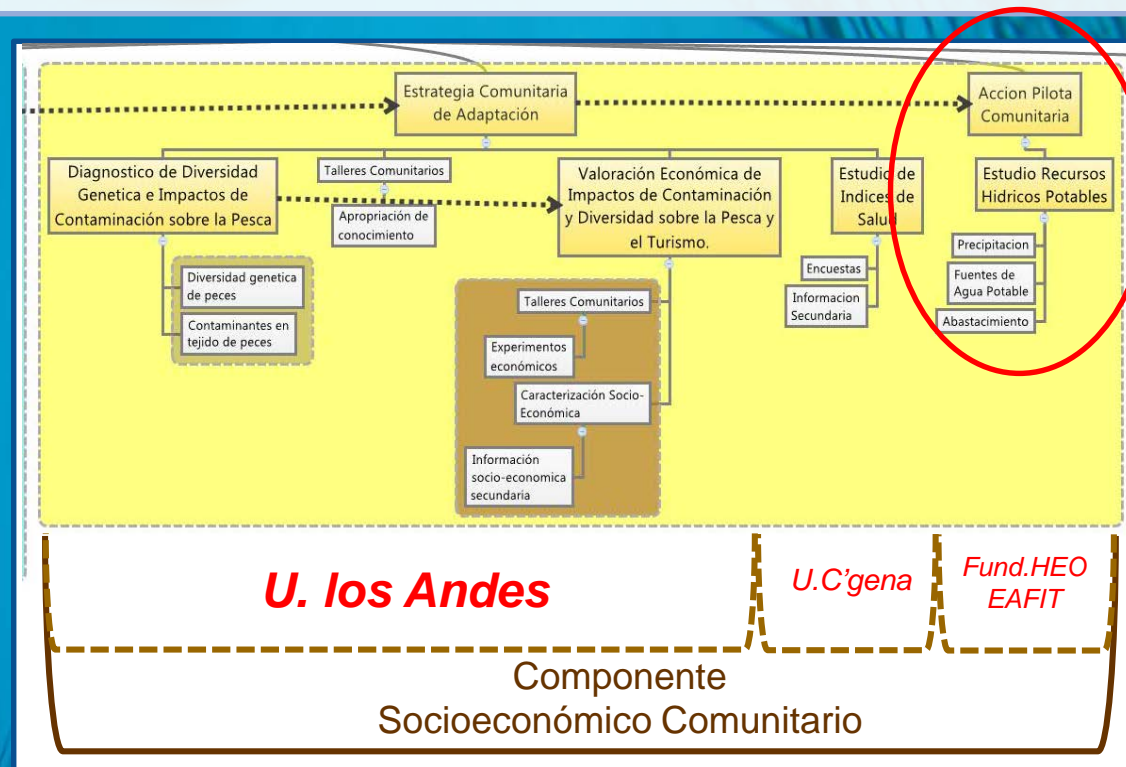 Estrategia Comunitaria
de Adaptación
Accion Pilota
Comunitaria
Diagnostico de Diversidad
Genetica e Impactos de
Contaminación sobre la Pesca
Talleres Comunitarios
Apropriación de
conocimiento
Valoración Económica de
Impactos de Contaminación
y Diversidad sobre la Pesca y
el Turismo.
Estudio de
Indices de
Salud
Estudio Recursos
Hidricos Potables
Diversidad genetica
de peces
Contaminantes en
tejido de peces
Talleres Comunitarios
Experimentos
económicos
Caracterización Socio-
Económica
Información
socio-economica
secundaria
Encuestas
Informacion
Secundaria
Precipitacion
Fuentes de
Agua Potable
Abastacimiento
U. los Andes
U.C'gena
Fund.HEO
EAFIT
Componente
Socioeconómico Comunitario